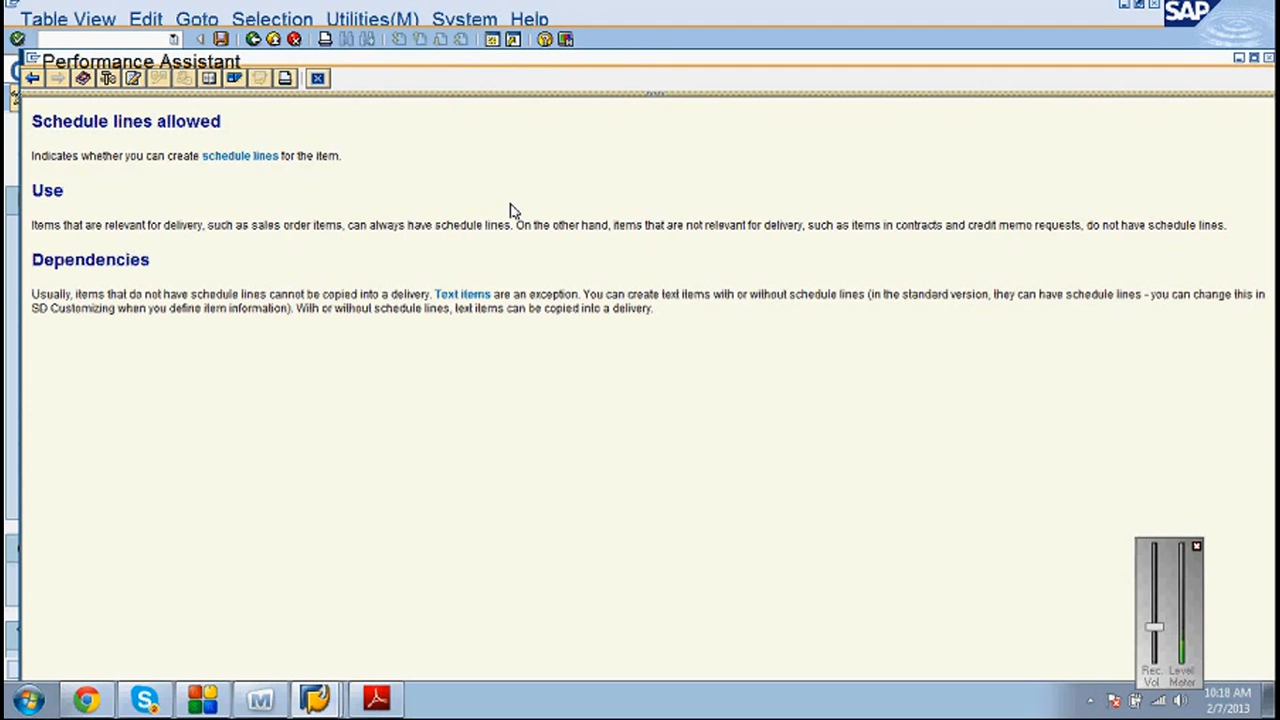 Table View Edit Goto Selection Utilities(M) System Help
SAP
Performance Assistant
Schedule lines allowed
Indicates whether you can create schedule lines for the item.
Use
Items that are relevant for delivery, such as sales order items, can always have schedule lines. On the other hand, items that are not relevant for delivery, such as items in contracts and credit memo requests, do not have schedule lines.
Dependencies
Usually, items that do not have schedule lines cannot be copied into a delivery. Text items are an exception. You can create text items with or without schedule lines (in the standard version, they can have schedule lines - you can change this in
SD Customizing when you define item information). With or without schedule lines, text items can be copied into a delivery.
Rec. Level
Vol Meter
10:18 AM
2/7/2013